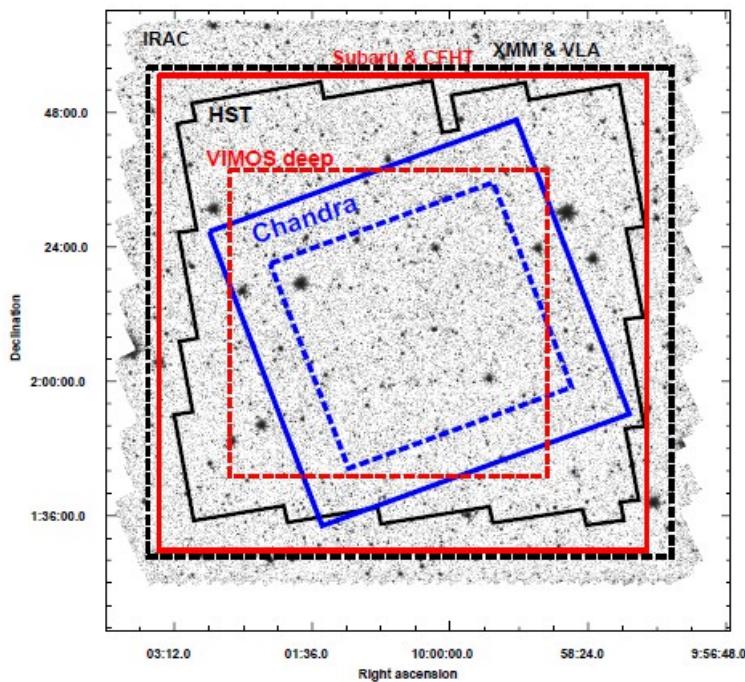 IRAC
XMM & VLA
Subaru & CFHT
HST
VIMOS deep
Chandra
48:00.0
24:00.0
2:00:00.0
1:36:00.0
Declination
03:12.0 01:36.0 10:00:00.0 58:24.0 9:56:48.0
Right ascension